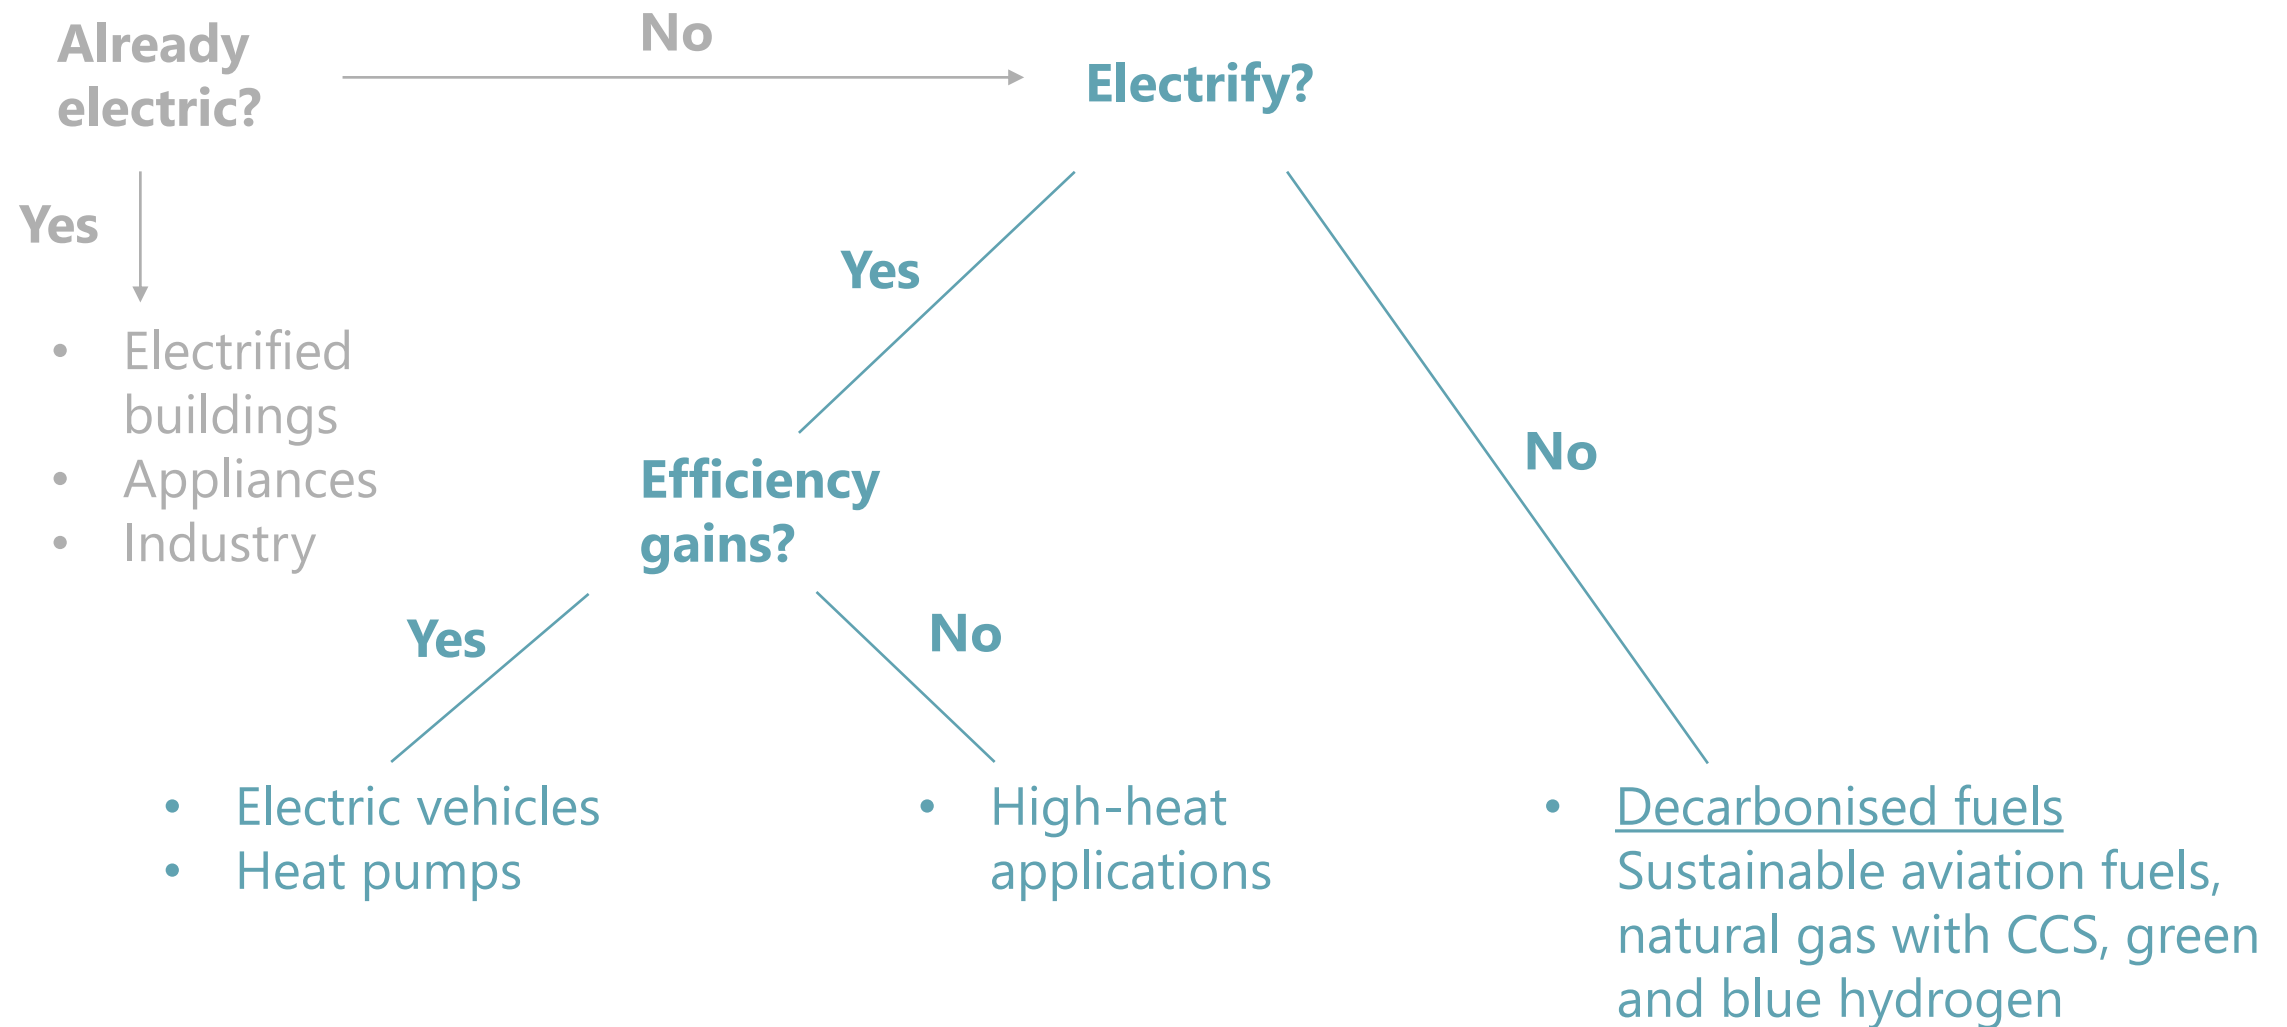 Already
electric?
No
Electrify?
Yes
• Electrified
buildings
• Appliances
• Industry
Yes
No
Efficiency
gains?
Yes
No
• Electric vehicles
• Heat pumps
• High-heat
applications
• Decarbonised fuels
Sustainable aviation fuels,
natural gas with CCS, green
and blue hydrogen